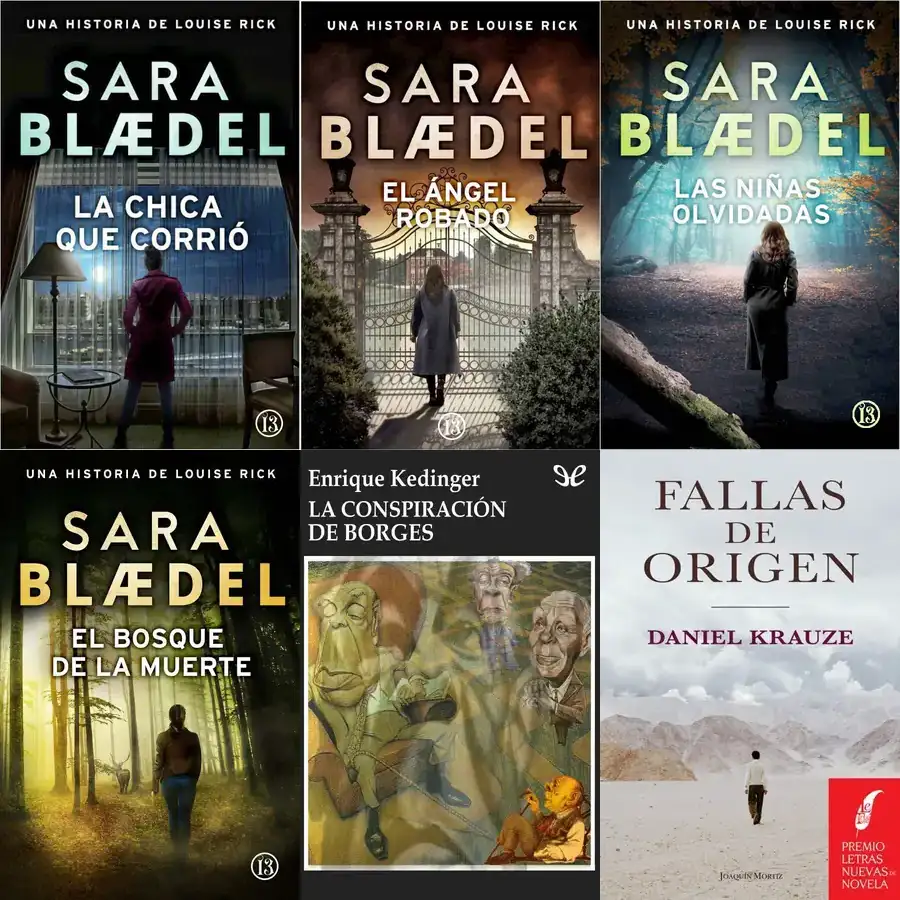 UNA HISTORIA DE LOUISE RICK
SARA
BLÆDEL
LA CHICA
QUE CORRIÓ
13
UNA HISTORIA DE LOUISE RICK
SARA
BLÆDEL
EL ÁNGEL
ROBADO
13
UNA HISTORIA DE LOUISE RICK
SARA
BLÆDEL
LAS NIÑAS
OLVIDADAS
13
UNA HISTORIA DE LOUISE RICK
SARA
BLÆDEL
EL BOSQUE
DE LA MUERTE
13
Enrique Kedinger
LA CONSPIRACIÓN
DE BORGES
FALLAS
DE
ORIGEN
DANIEL KRAUZE
JOAQUÍN MORTIZ
PREMIO
LETRAS
NUEVAS DE
NOVELA